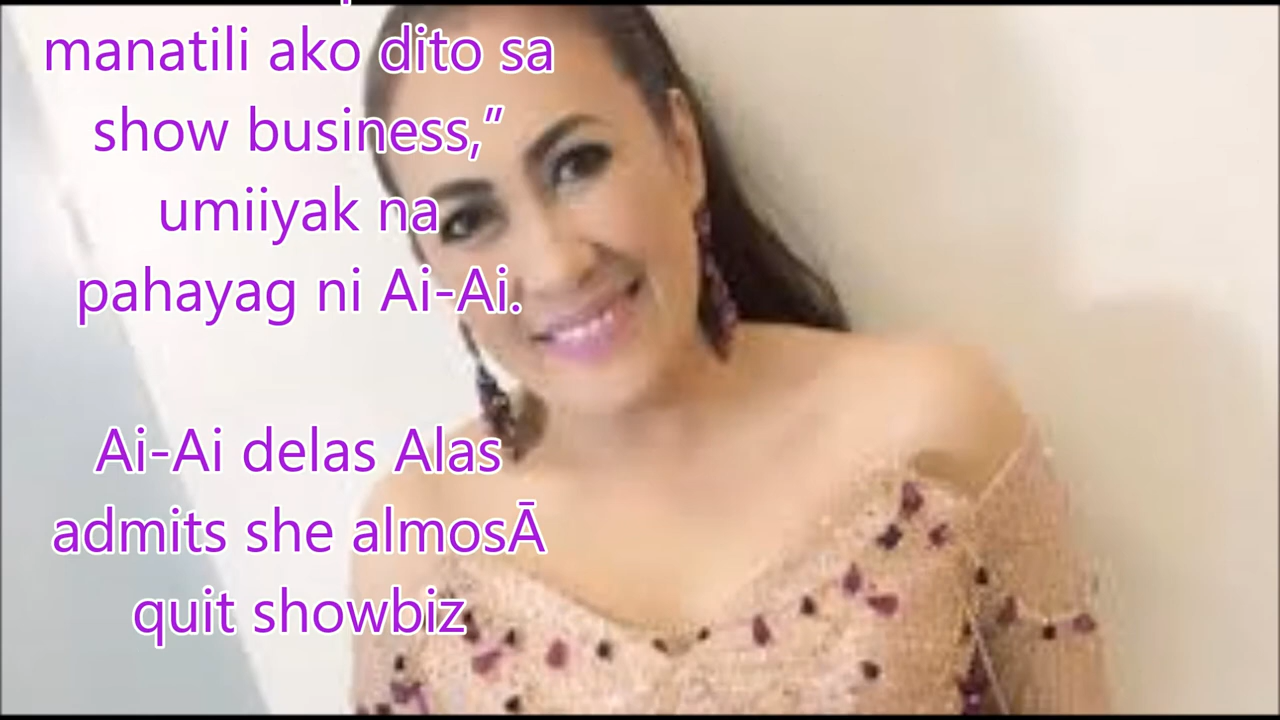 manatili ako dito sa
show business,”
umiiyak na
pahayag ni Ai-Ai.
Ai-Ai delas Alas
admits she almosĀ
quit showbiz